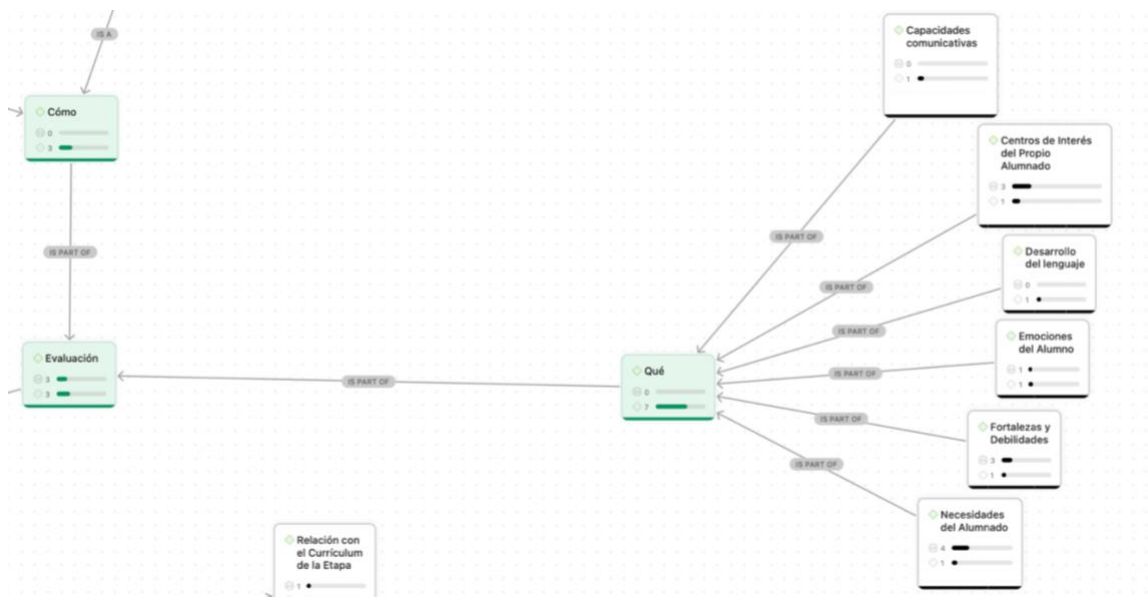 IS A
Cómo
0
3
IS PART OF
Evaluación
3
3
IS PART OF
Qué
0
7
Capacidades
comunicativas
0
1
IS PART OF
Centros de Interés
del Propio
Alumnado
3
1
IS PART OF
Desarrollo
del lenguaje
0
1
IS PART OF
Emociones
del Alumno
1
1
IS PART OF
Fortalezas y
Debilidades
3
1
IS PART OF
Necesidades
del Alumnado
4
1
IS PART OF
Relación con
el Currículum
de la Etapa
1